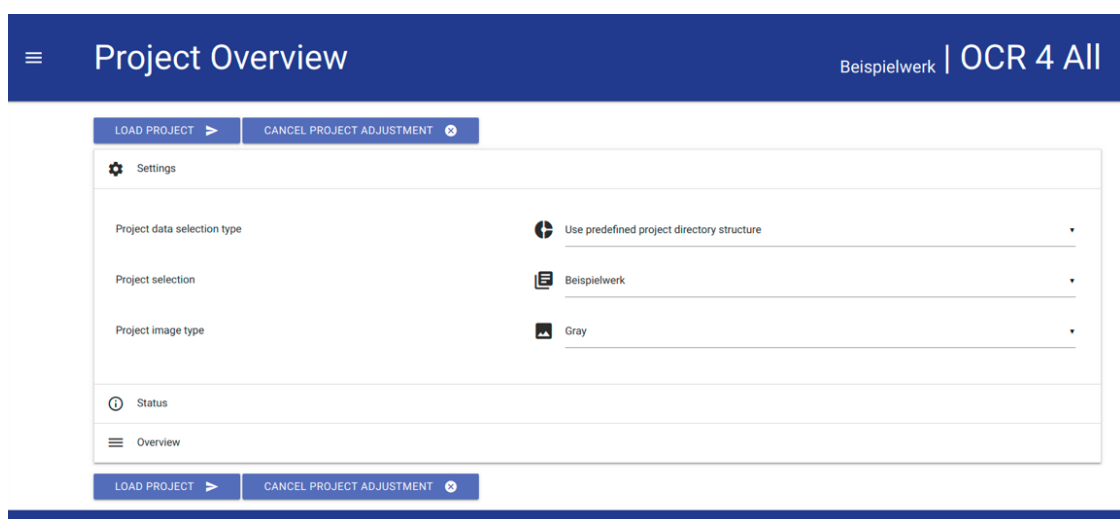 Project Overview
Beispielwerk | OCR 4 All
LOAD PROJECT CANCEL PROJECT ADJUSTMENT
Settings
Project data selection type Use predefined project directory structure
Project selection Beispielwerk
Project image type Gray
Status
Overview
LOAD PROJECT CANCEL PROJECT ADJUSTMENT